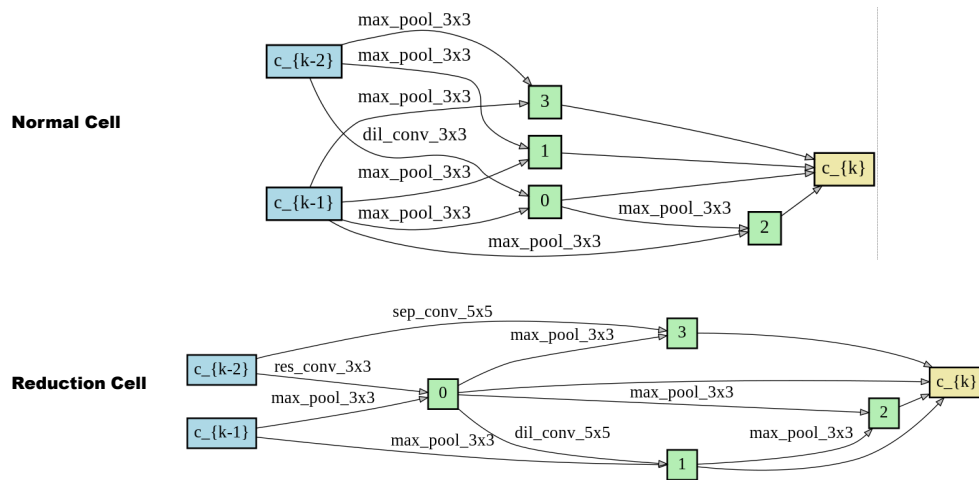 Normal Cell
c_{k-2}
c_{k-1}
max_pool_3x3
max_pool_3x3
max_pool_3x3
dil_conv_3x3
max_pool_3x3
max_pool_3x3
max_pool_3x3
max_pool_3x3
3
1
0
2
c_{k}
Reduction Cell
c_{k-2}
c_{k-1}
sep_conv_5x5
res_conv_3x3
max_pool_3x3
max_pool_3x3
0
max_pool_3x3
max_pool_3x3
dil_conv_5x5
max_pool_3x3
3
2
1
c_{k}